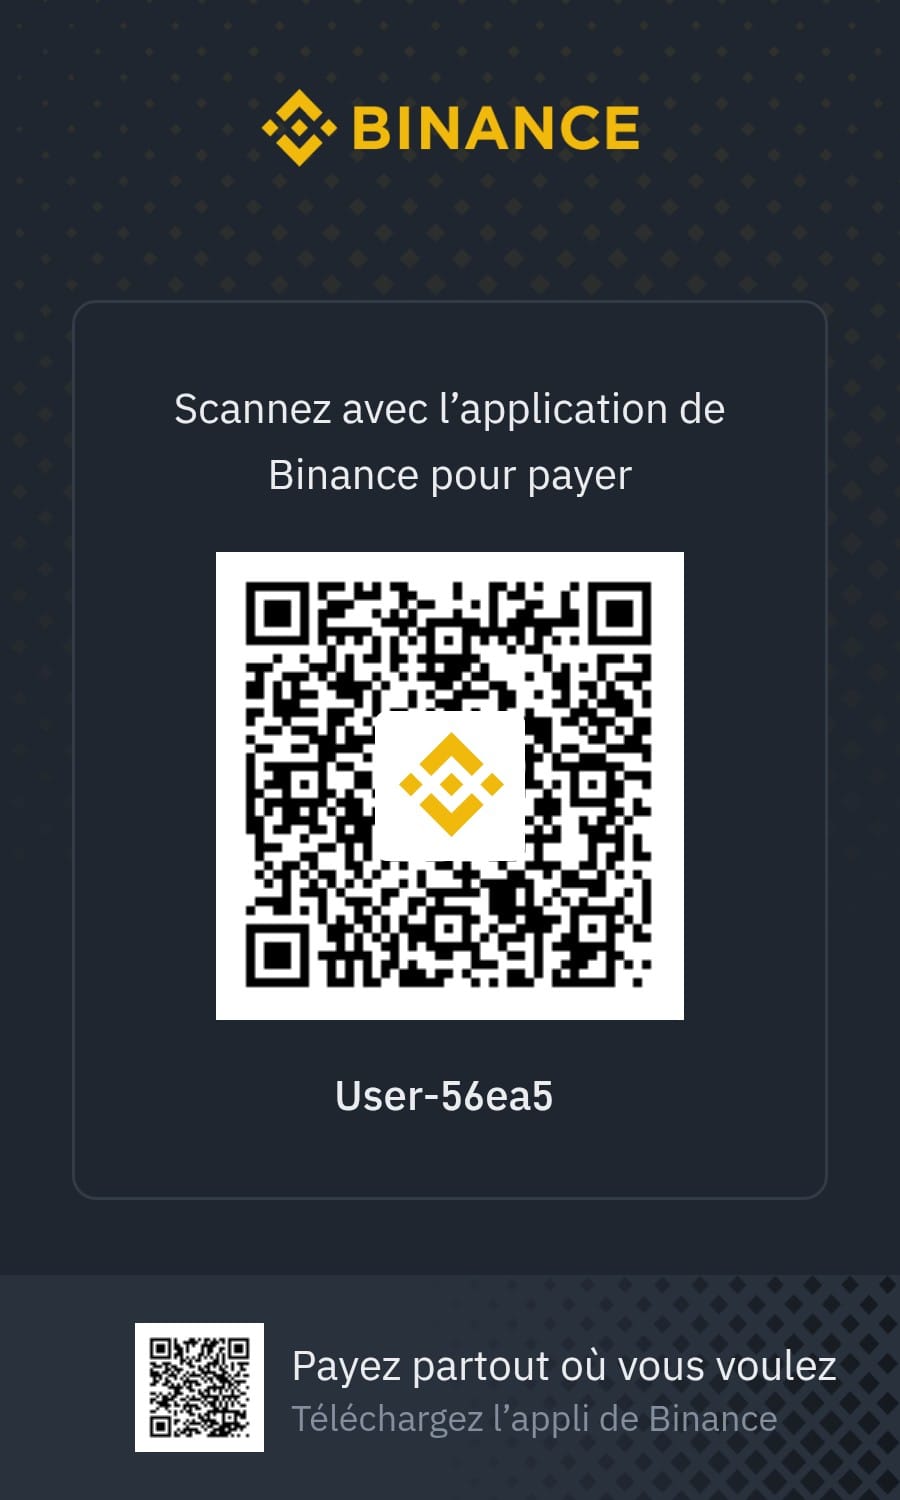 BINANCE
Scannez avec l’application de
Binance pour payer
User-56ea5
Payez partout où vous voulez
Téléchargez l’appli de Binance